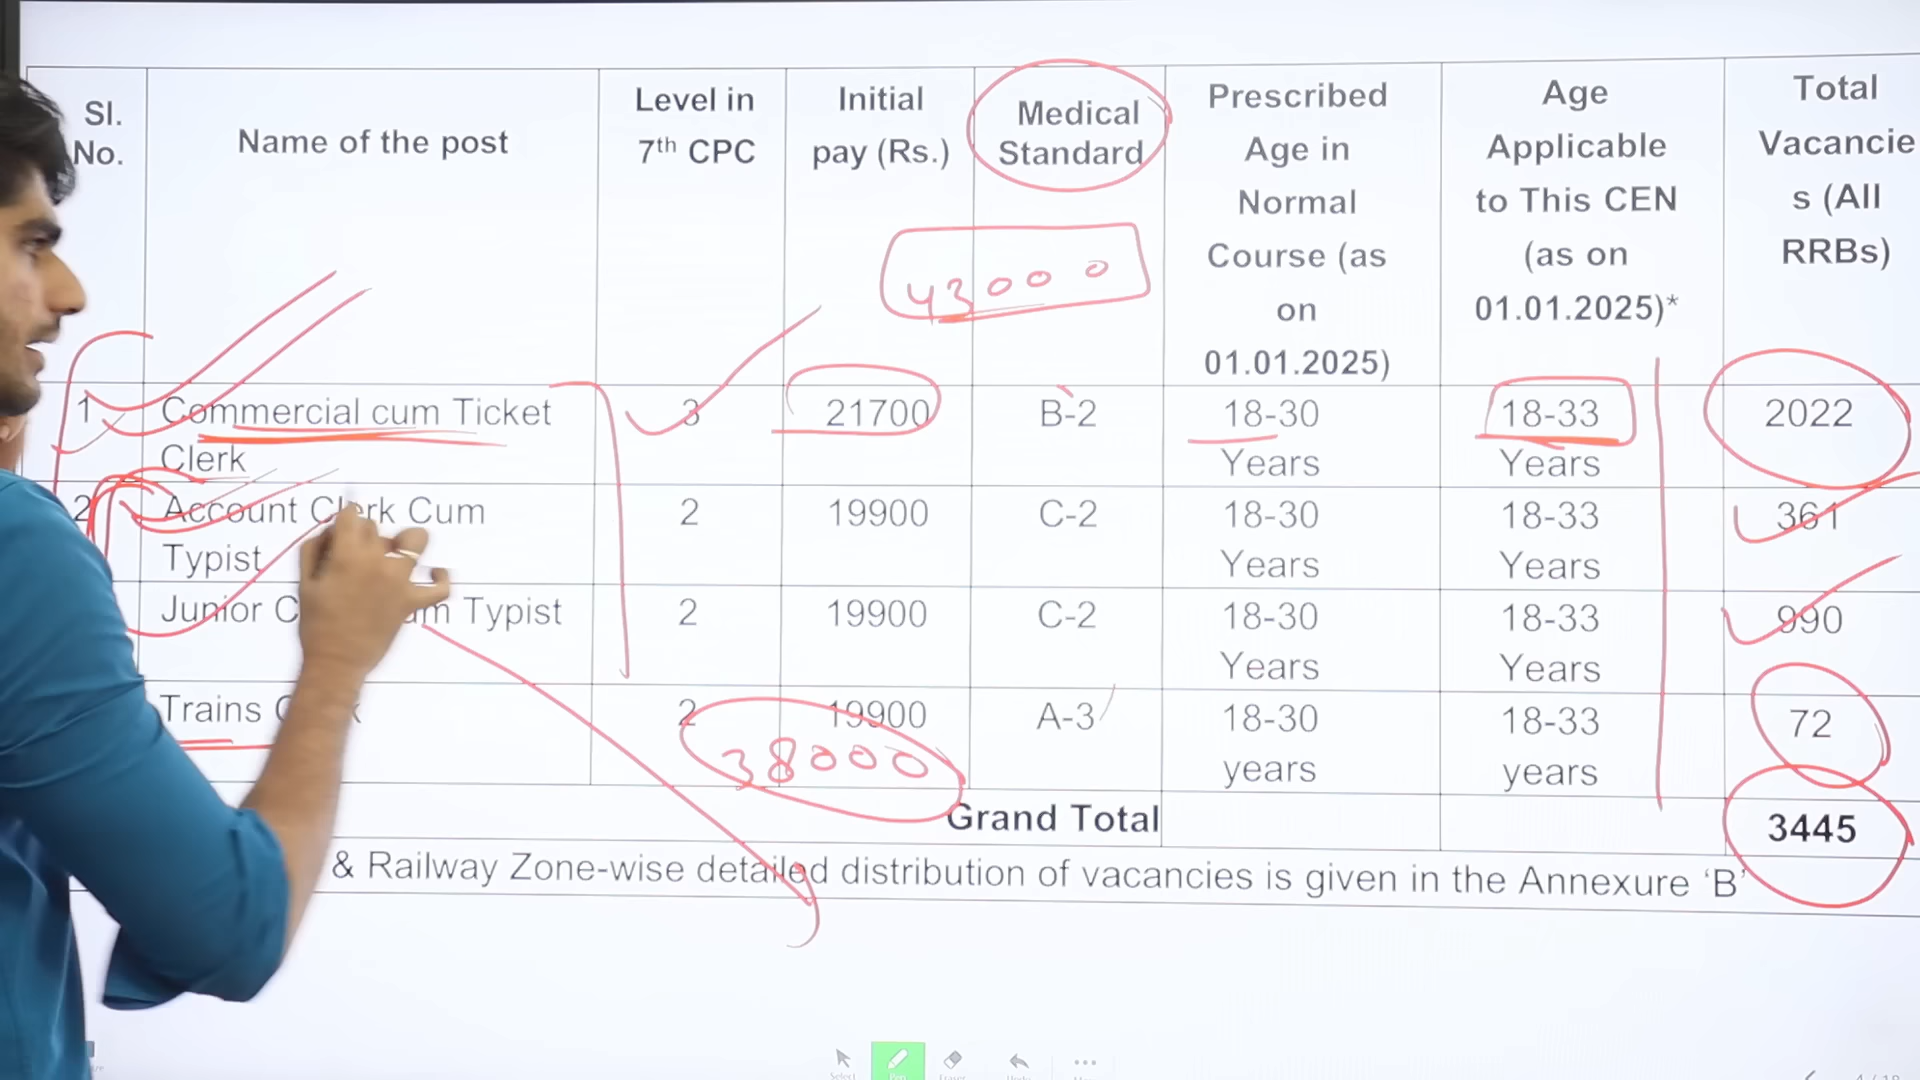 Sl.
No.
Name of the post
Level in
7th CPC
Initial
pay (Rs.)
Medical
Standard
Prescribed
Age in
Normal
Course (as
on
01.01.2025)
Age
Applicable
to This CEN
(as on
01.01.2025)*
Total
Vacancie
s (All
RRBs)
43000
1 Commercial cum Ticket 3 21700 B-2 18-30 18-33 2022
Clerk Years Years
2 Account Clerk Cum 2 19900 C-2 18-30 18-33 361
Typist Years Years
Junior C m Typist 2 19900 C-2 18-30 18-33 990
Years Years
Trains 2 19900 A-3 18-30 18-33 72
38000 years years
Grand Total 3445
& Railway Zone-wise detailed distribution of vacancies is given in the Annexure ‘B’
Select